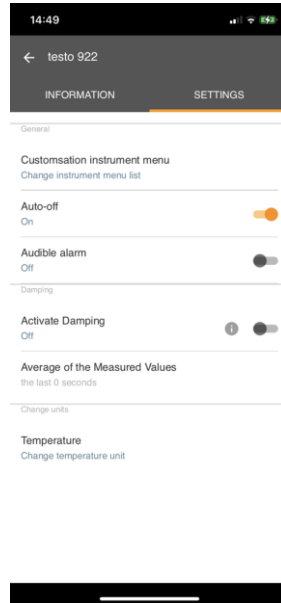 14:49
testo 922
INFORMATION SETTINGS
General
Customsation instrument menu
Change instrument menu list
Auto-off
On
Audible alarm
Off
Damping
Activate Damping
Off
Average of the Measured Values
the last 0 seconds
Change units
Temperature
Change temperature unit